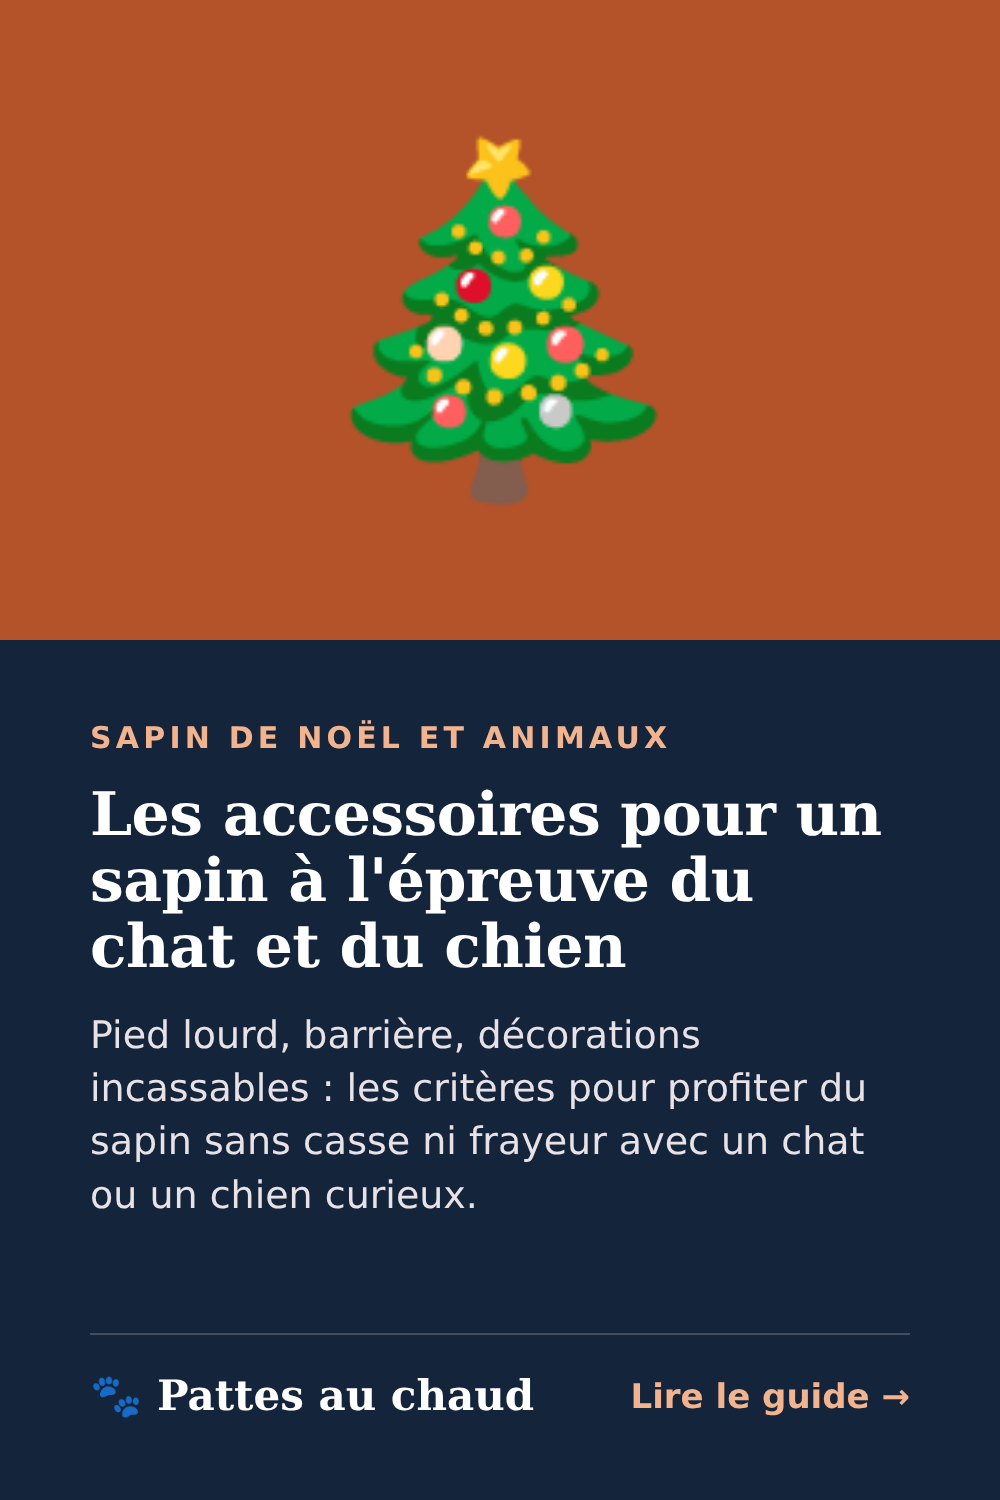 SAPIN DE NOËL ET ANIMAUX
Les accessoires pour un
sapin à l'épreuve du
chat et du chien
Pied lourd, barrière, décorations
incassables : les critères pour profiter du
sapin sans casse ni frayeur avec un chat
ou un chien curieux.
Pattes au chaud
Lire le guide →